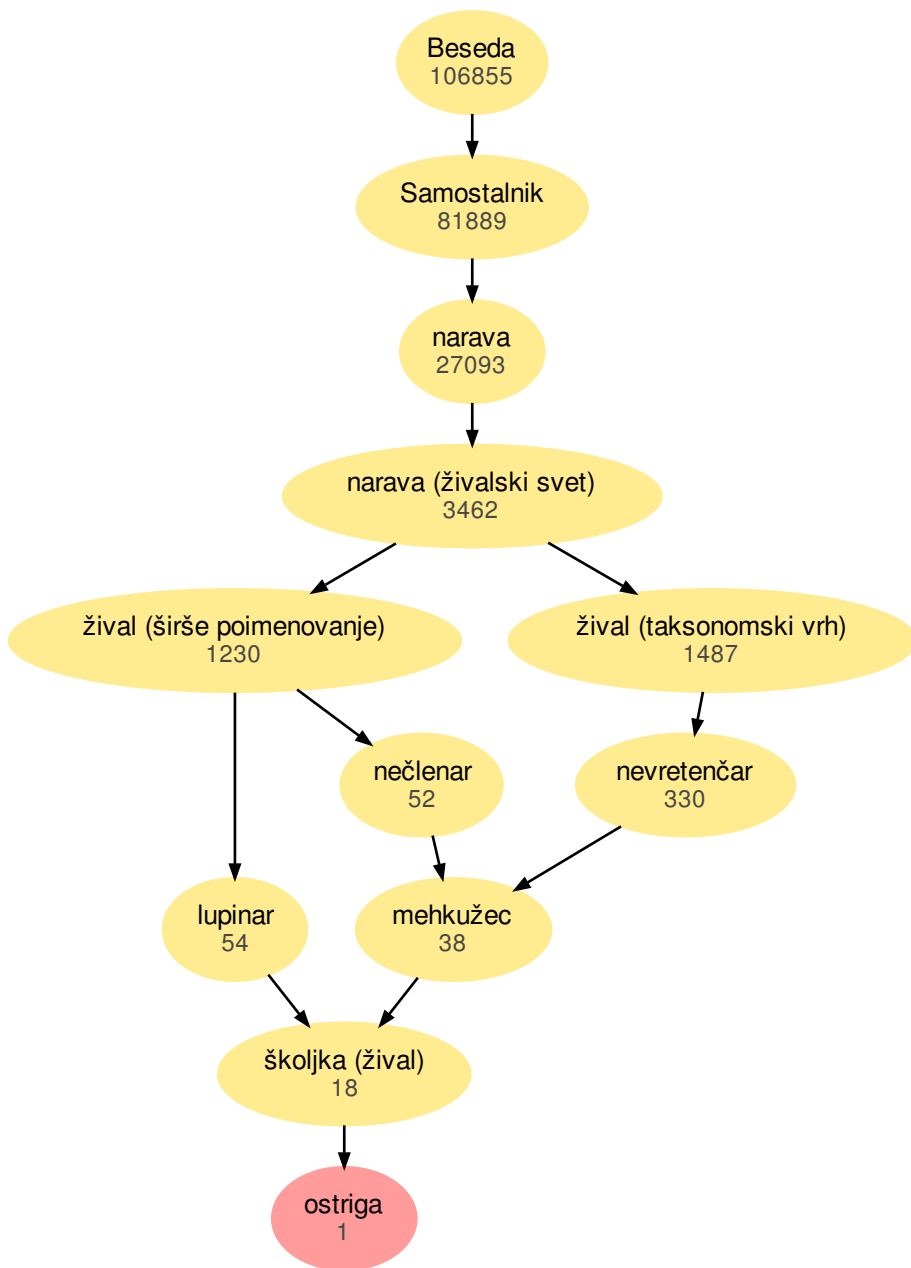 Beseda
106855
Samostalnik
81889
narava
27093
narava (živalski svet)
3462
žival (širše poimenovanje)
1230
žival (taksonomski vrh)
1487
nečlenar
52
nevretenčar
330
lupinar
54
mehkužec
38
školjka (žival)
18
ostriga
1